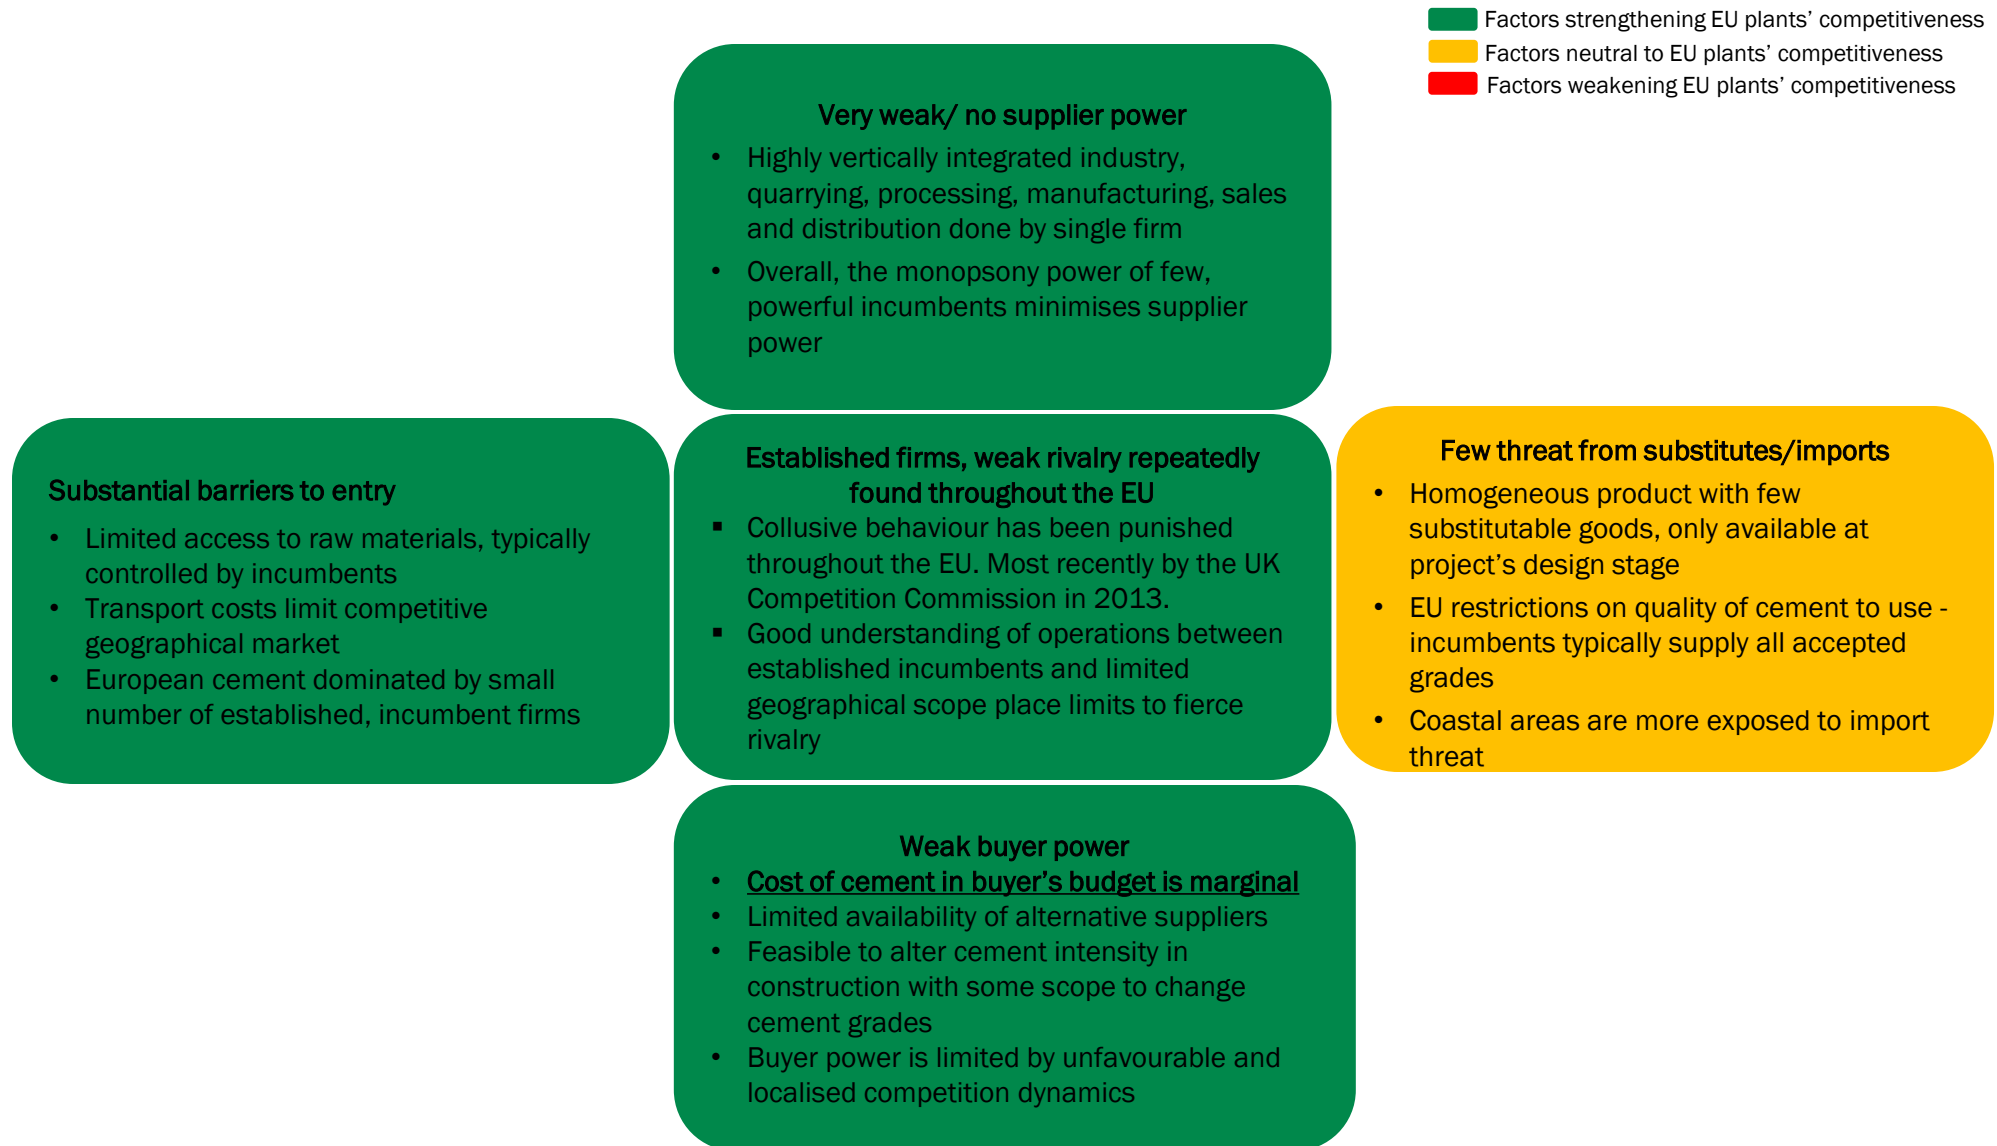 Factors strengthening EU plants’ competitiveness
Factors neutral to EU plants’ competitiveness
Factors weakening EU plants’ competitiveness
Very weak/ no supplier power
• Highly vertically integrated industry,
quarrying, processing, manufacturing, sales
and distribution done by single firm
• Overall, the monopsony power of few,
powerful incumbents minimises supplier
power
Substantial barriers to entry
• Limited access to raw materials, typically
controlled by incumbents
• Transport costs limit competitive
geographical market
• European cement dominated by small
number of established, incumbent firms
Established firms, weak rivalry repeatedly
found throughout the EU
▪ Collusive behaviour has been punished
throughout the EU. Most recently by the UK
Competition Commission in 2013.
▪ Good understanding of operations between
established incumbents and limited
geographical scope place limits to fierce
rivalry
Few threat from substitutes/imports
• Homogeneous product with few
substitutable goods, only available at
project’s design stage
• EU restrictions on quality of cement to use -
incumbents typically supply all accepted
grades
• Coastal areas are more exposed to import
threat
Weak buyer power
• Cost of cement in buyer’s budget is marginal
• Limited availability of alternative suppliers
• Feasible to alter cement intensity in
construction with some scope to change
cement grades
• Buyer power is limited by unfavourable and
localised competition dynamics